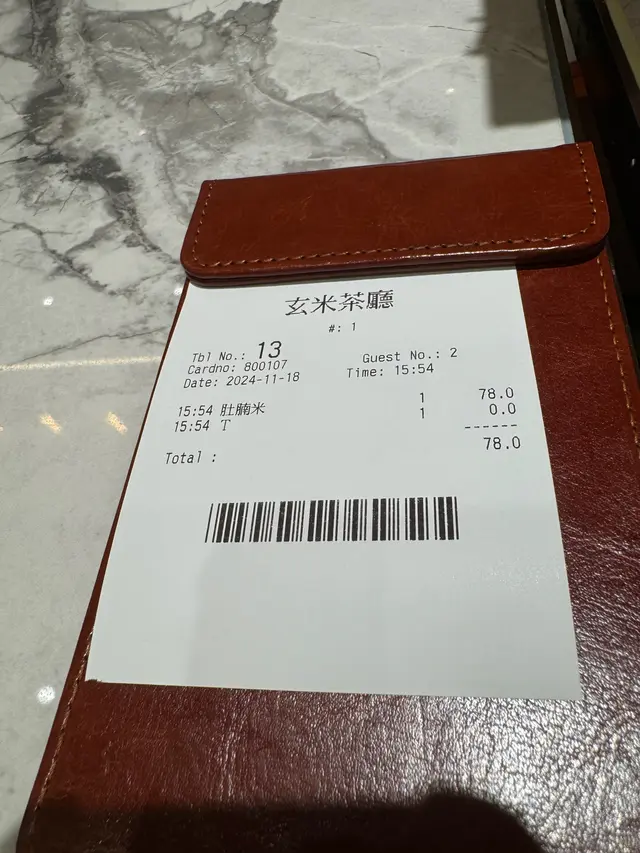 玄米茶廳
#: 1
Tbl No.: 13 Guest No.: 2
Cardno: 800107
Date: 2024-11-18 Time: 15:54
15:54 肚腩米 1 78.0
15:54 T 1 0.0
------
Total : 78.0